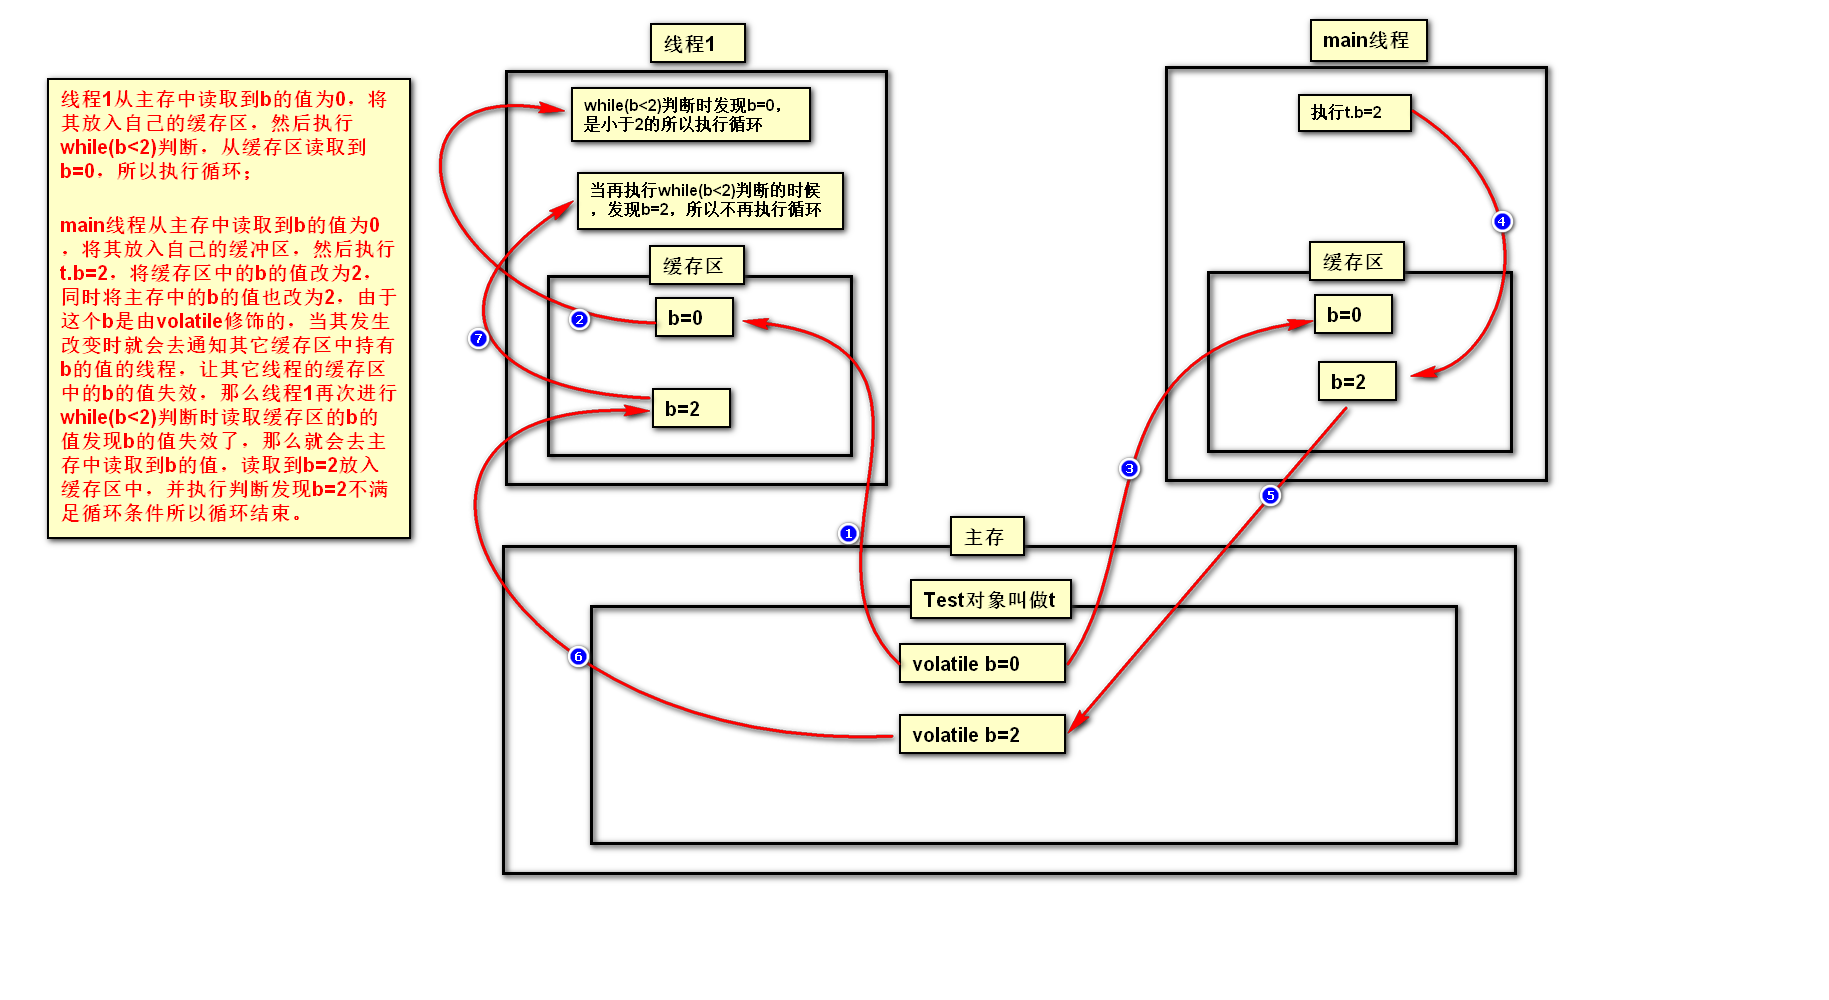 线程1
main线程
线程1从主存中读取到b的值为0，将
其放入自己的缓存区，然后执行
while(b<2)判断，从缓存区读取到
b=0，所以执行循环；
main线程从主存中读取到b的值为0
，将其放入自己的缓冲区，然后执行
t.b=2，将缓存区中的b的值改为2，
同时将主存中的b的值也改为2，由于
这个b是由volatile修饰的，当其发生
改变时就会去通知其它缓存区中持有
b的值的线程，让其它线程的缓存区
中的b的值失效，那么线程1再次进行
while(b<2)判断时读取缓存区的b的
值发现b的值失效了，那么就会去主
存中读取到b的值，读取到b=2放入
缓存区中，并执行判断发现b=2不满
足循环条件所以循环结束。
while(b<2)判断时发现b=0，
是小于2的所以执行循环
当再执行while(b<2)判断的时候
，发现b=2，所以不再执行循环
缓存区
b=0
b=2
执行t.b=2
缓存区
b=0
b=2
2
7
4
3
5
1
6
主存
Test对象叫做t
volatile b=0
volatile b=2